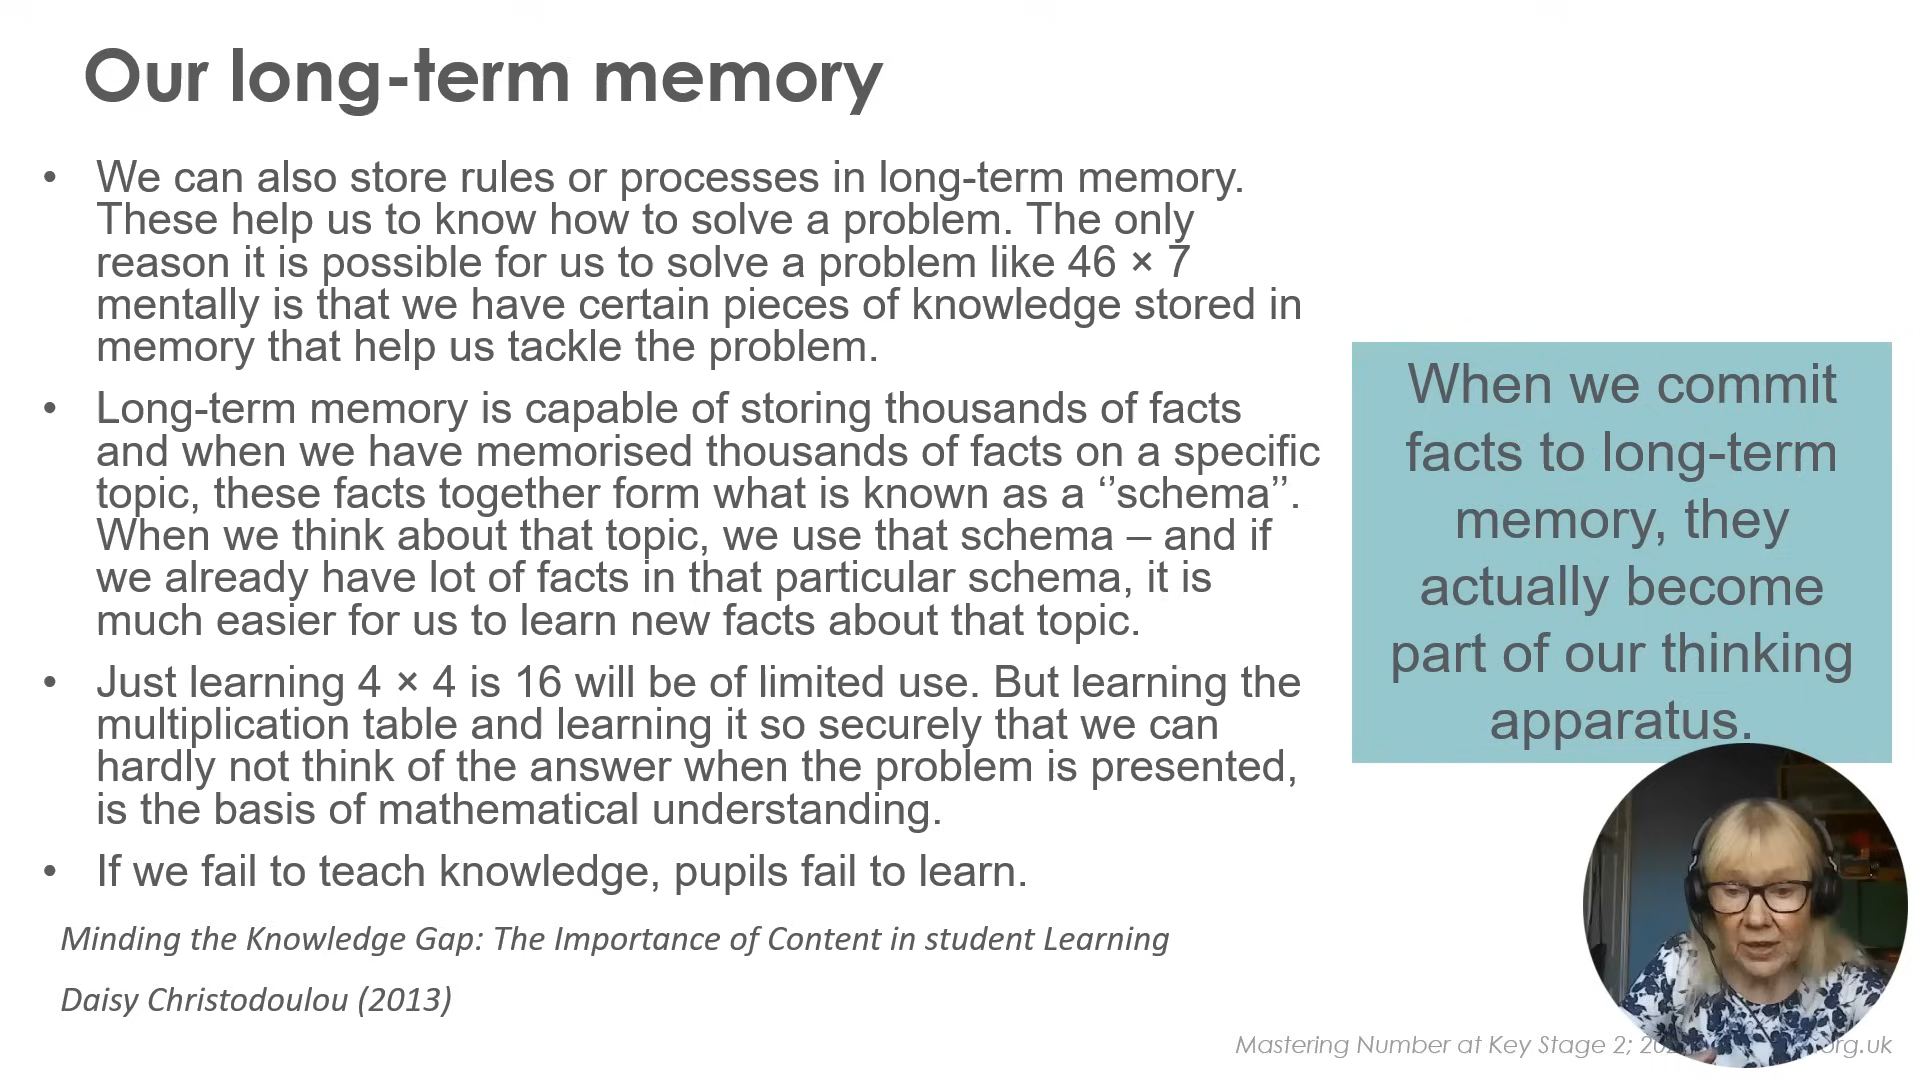 Our long-term memory
• We can also store rules or processes in long-term memory.
These help us to know how to solve a problem. The only
reason it is possible for us to solve a problem like 46 × 7
mentally is that we have certain pieces of knowledge stored in
memory that help us tackle the problem.
• Long-term memory is capable of storing thousands of facts
and when we have memorised thousands of facts on a specific
topic, these facts together form what is known as a ‘’schema’’.
When we think about that topic, we use that schema – and if
we already have lot of facts in that particular schema, it is
much easier for us to learn new facts about that topic.
• Just learning 4 × 4 is 16 will be of limited use. But learning the
multiplication table and learning it so securely that we can
hardly not think of the answer when the problem is presented,
is the basis of mathematical understanding.
• If we fail to teach knowledge, pupils fail to learn.
Minding the Knowledge Gap: The Importance of Content in student Learning
Daisy Christodoulou (2013)
When we commit
facts to long-term
memory, they
actually become
part of our thinking
apparatus.
Mastering Number at Key Stage 2; org.uk